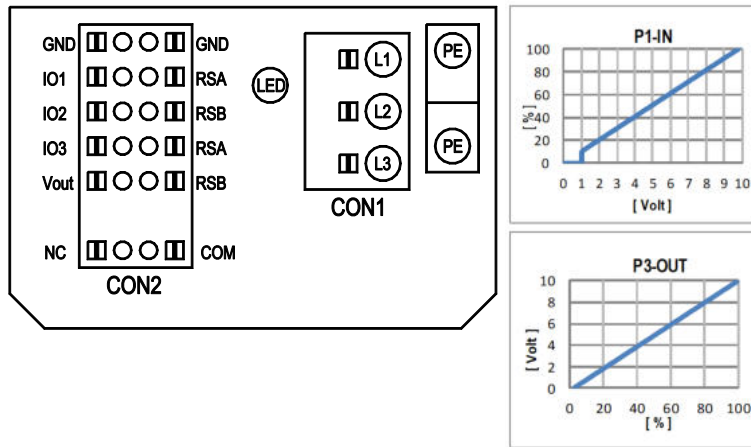 GND GND
IO1 RSA
IO2 RSB
IO3 RSA
Vout RSB
NC COM
CON2
LED
L1
L2
L3
CON1
PE
PE
P1-IN
[ % ]
100
80
60
40
20
0
0 1 2 3 4 5 6 7 8 9 10
[ Volt ]
P3-OUT
[ Volt ]
10
8
6
4
2
0
0 20 40 60 80 100
[ % ]